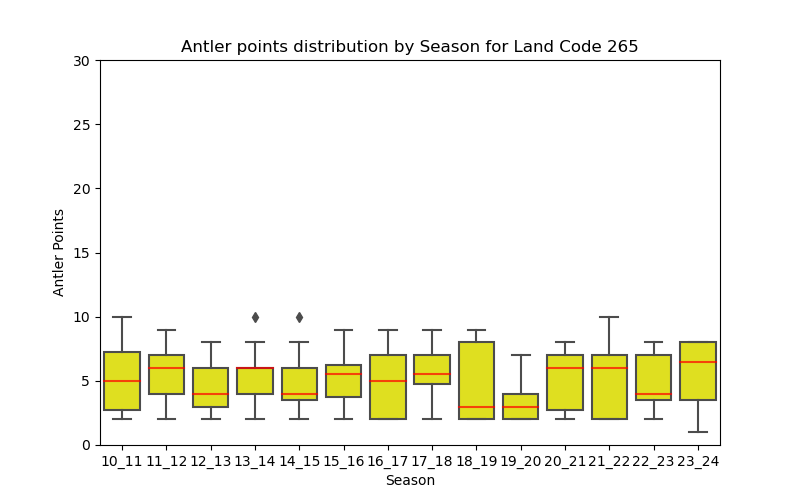 Antler points distribution by Season for Land Code 265
30
25
20
15
10
5
0
Antler Points
10_11 11_12 12_13 13_14 14_15 15_16 16_17 17_18 18_19 19_20 20_21 21_22 22_23 23_24
Season